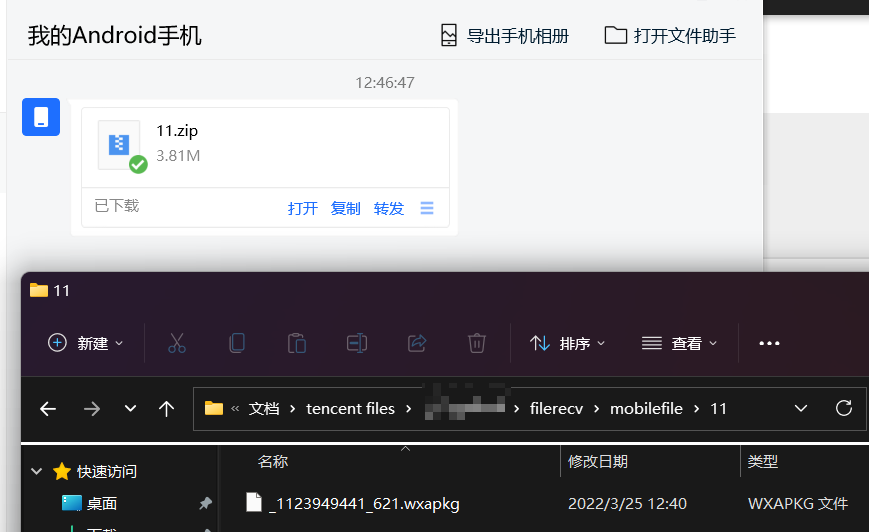 我的Android手机 导出手机相册 打开文件助手
12:46:47
11.zip
3.81M
已下载 打开 复制 转发
11
新建 排序 查看
« 文档 › tencent files › › filerecv › mobilefile › 11
名称 修改日期 类型
快速访问
_1123949441_621.wxapkg 2022/3/25 12:40 WXAPKG 文件
桌面